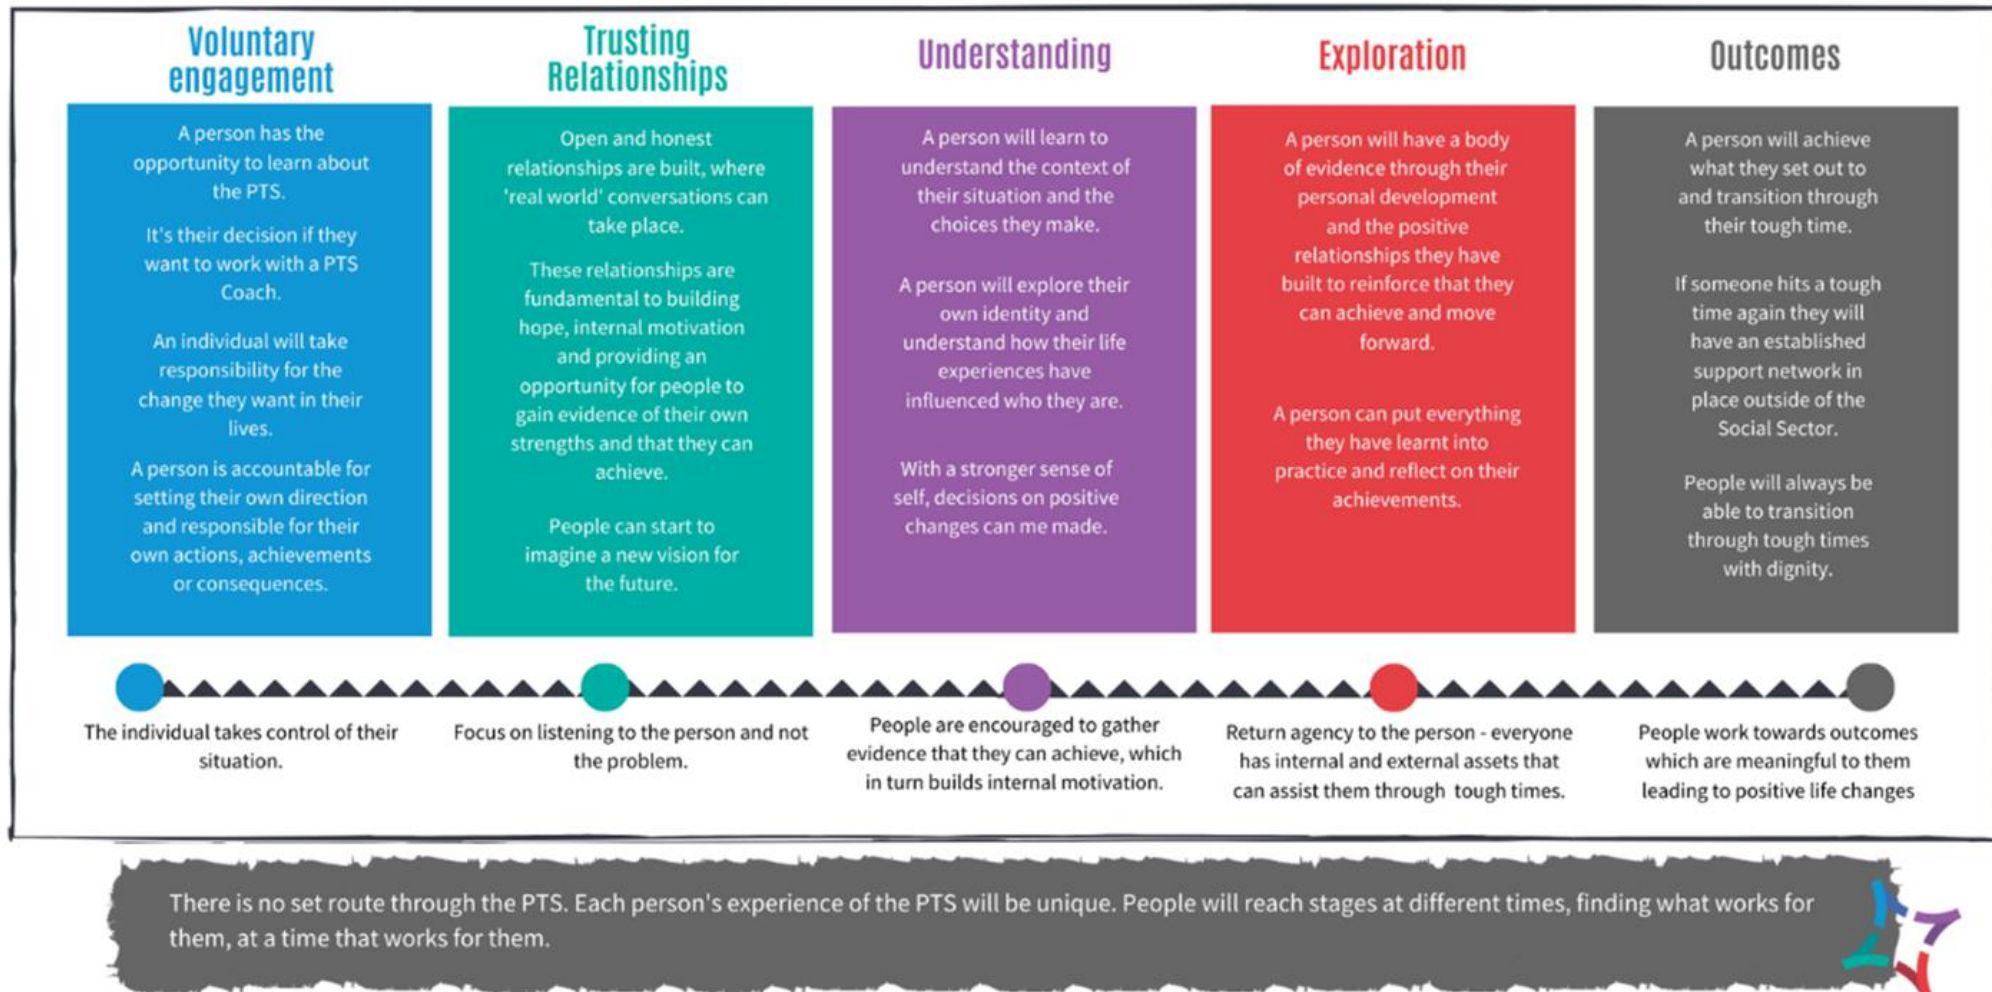 Voluntary
engagement
A person has the
opportunity to learn about
the PTS.
It's their decision if they
want to work with a PTS
Coach.
An individual will take
responsibility for the
change they want in their
lives.
A person is accountable for
setting their own direction
and responsible for their
own actions, achievements
or consequences.
The individual takes control of their
situation.
Trusting
Relationships
Open and honest
relationships are built, where
'real world' conversations can
take place.
These relationships are
fundamental to building
hope, internal motivation
and providing an
opportunity for people to
gain evidence of their own
strengths and that they can
achieve.
People can start to
imagine a new vision for
the future.
Focus on listening to the person and not
the problem.
Understanding
A person will learn to
understand the context of
their situation and the
choices they make.
A person will explore their
own identity and
understand how their life
experiences have
influenced who they are.
With a stronger sense of
self, decisions on positive
changes can me made.
People are encouraged to gather
evidence that they can achieve, which
in turn builds internal motivation.
Exploration
A person will have a body
of evidence through their
personal development
and the positive
relationships they have
built to reinforce that they
can achieve and move
forward.
A person can put everything
they have learnt into
practice and reflect on their
achievements.
Return agency to the person - everyone
has internal and external assets that
can assist them through tough times.
Outcomes
A person will achieve
what they set out to
and transition through
their tough time.
If someone hits a tough
time again they will
have an established
support network in
place outside of the
Social Sector.
People will always be
able to transition
through tough times
with dignity.
People work towards outcomes
which are meaningful to them
leading to positive life changes
There is no set route through the PTS. Each person's experience of the PTS will be unique. People will reach stages at different times, finding what works for
them, at a time that works for them.